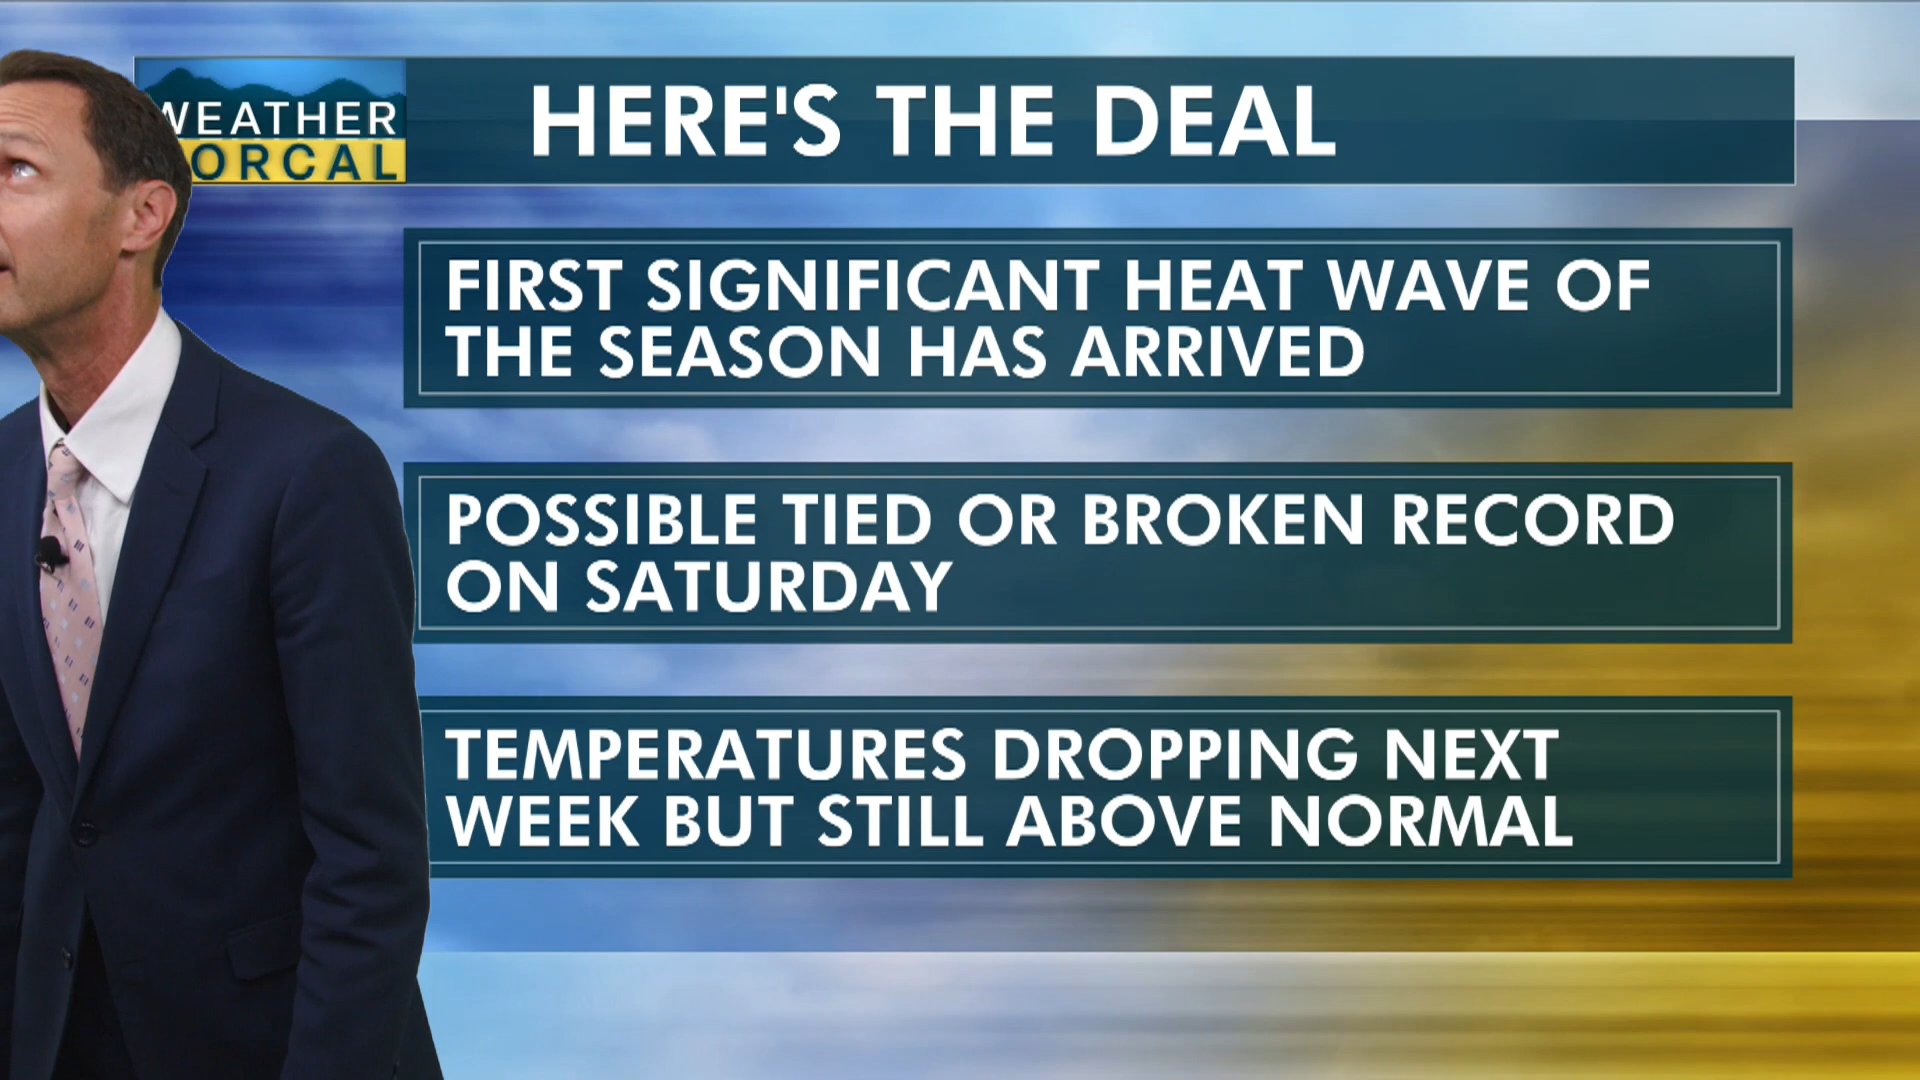 WEATHER
ORCAL
HERE'S THE DEAL
FIRST SIGNIFICANT HEAT WAVE OF
THE SEASON HAS ARRIVED
POSSIBLE TIED OR BROKEN RECORD
ON SATURDAY
TEMPERATURES DROPPING NEXT
WEEK BUT STILL ABOVE NORMAL